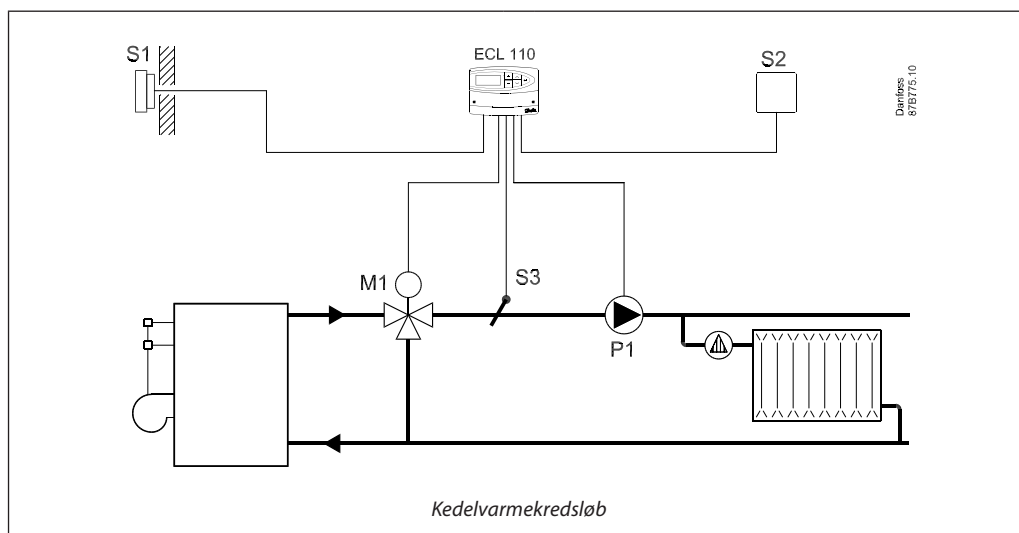 S1
ECL 110
S2
Danfoss
87B775.10
M1
S3
P1
Kedelvarmekredsløb